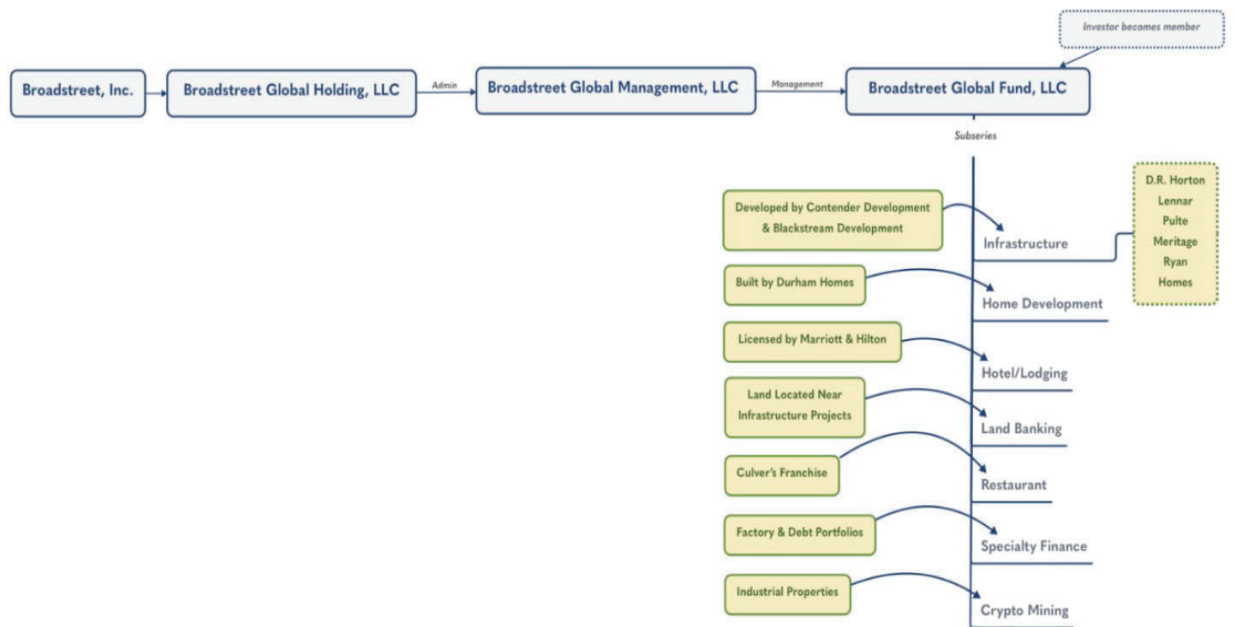 Investor becomes member
Broadstreet, Inc.
Broadstreet Global Holding, LLC
Admin
Broadstreet Global Management, LLC
Management
Broadstreet Global Fund, LLC
Subseries
D.R. Horton
Lennar
Pulte
Meritage
Ryan
Homes
Developed by Contender Development
& Blackstream Development
Infrastructure
Built by Durham Homes
Home Development
Licensed by Marriott & Hilton
Hotel/Lodging
Land Located Near
Infrastructure Projects
Land Banking
Culver's Franchise
Restaurant
Factory & Debt Portfolios
Specialty Finance
Industrial Properties
Crypto Mining